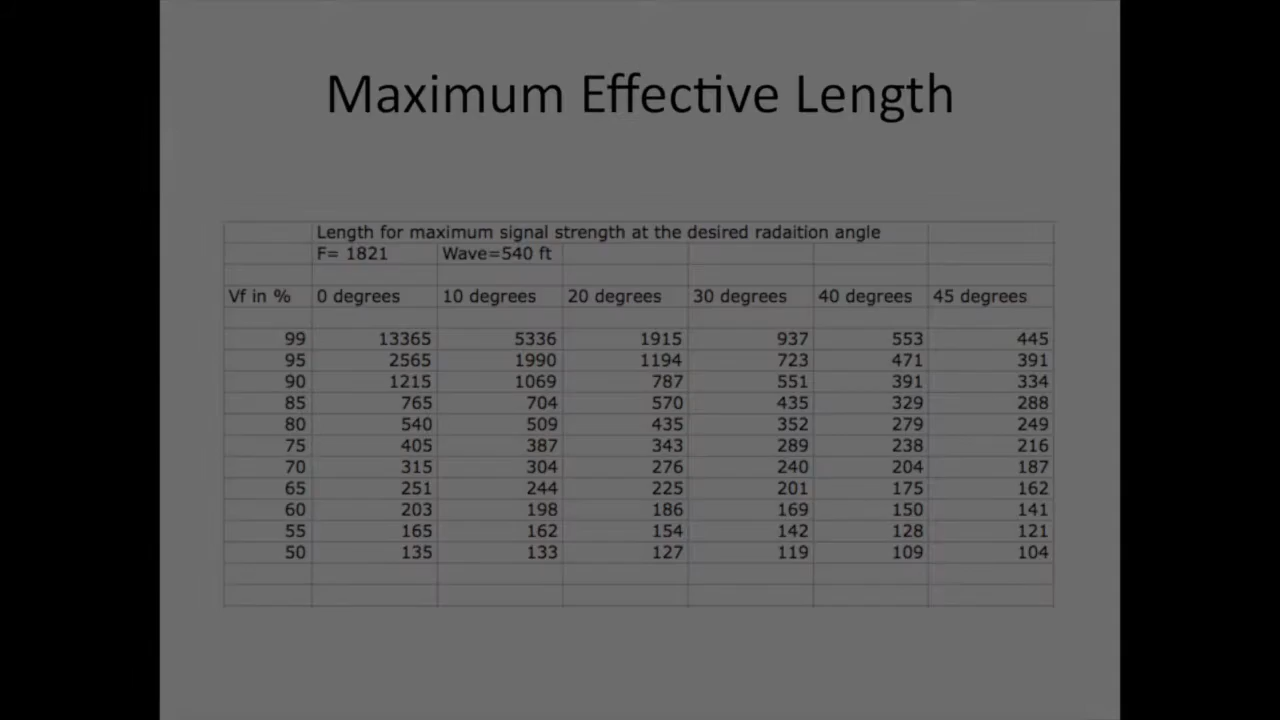 Maximum Effective Length
Length for maximum signal strength at the desired radaition angle
F= 1821 Wave=540 ft
Vf in % 0 degrees 10 degrees 20 degrees 30 degrees 40 degrees 45 degrees
99 13365 5336 1915 937 553 445
95 2565 1990 1194 723 471 391
90 1215 1069 787 551 391 334
85 765 704 570 435 329 288
80 540 509 435 352 279 249
75 405 387 343 289 238 216
70 315 304 276 240 204 187
65 251 244 225 201 175 162
60 203 198 186 169 150 141
55 165 162 154 142 128 121
50 135 133 127 119 109 104